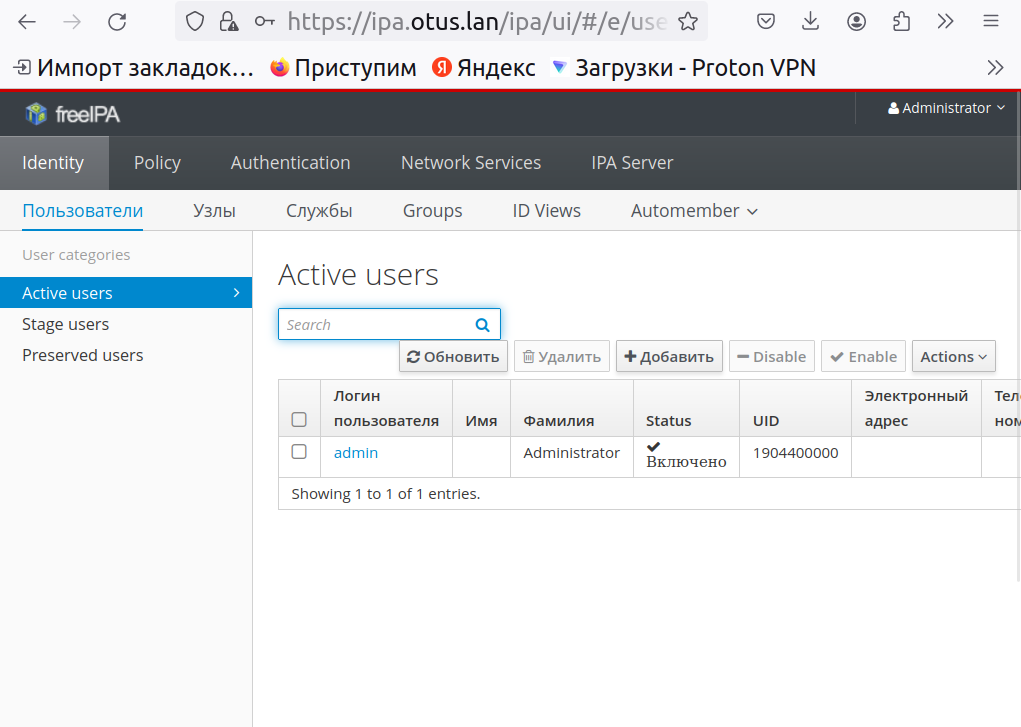 https://ipa.otus.lan/ipa/ui/#/e/use
Импорт закладок… Приступим Яндекс Загрузки - Proton VPN
freeIPA Administrator
Identity Policy Authentication Network Services IPA Server
Пользователи Узлы Службы Groups ID Views Automember
User categories
Active users
Stage users
Preserved users
Active users
Search
Обновить Удалить Добавить Disable Enable Actions
Логин пользователя Имя Фамилия Status UID Электронный адрес Тел ном
admin Administrator Включено 1904400000
Showing 1 to 1 of 1 entries.